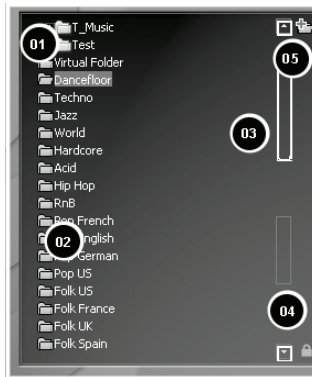 T_Music
01
Test
05
Virtual Folder
Dancefloor
Techno
Jazz
World
03
Hardcore
Acid
Hip Hop
RnB
Pop French
02
German
Pop US
Folk US
Folk France
04
Folk UK
Folk Spain